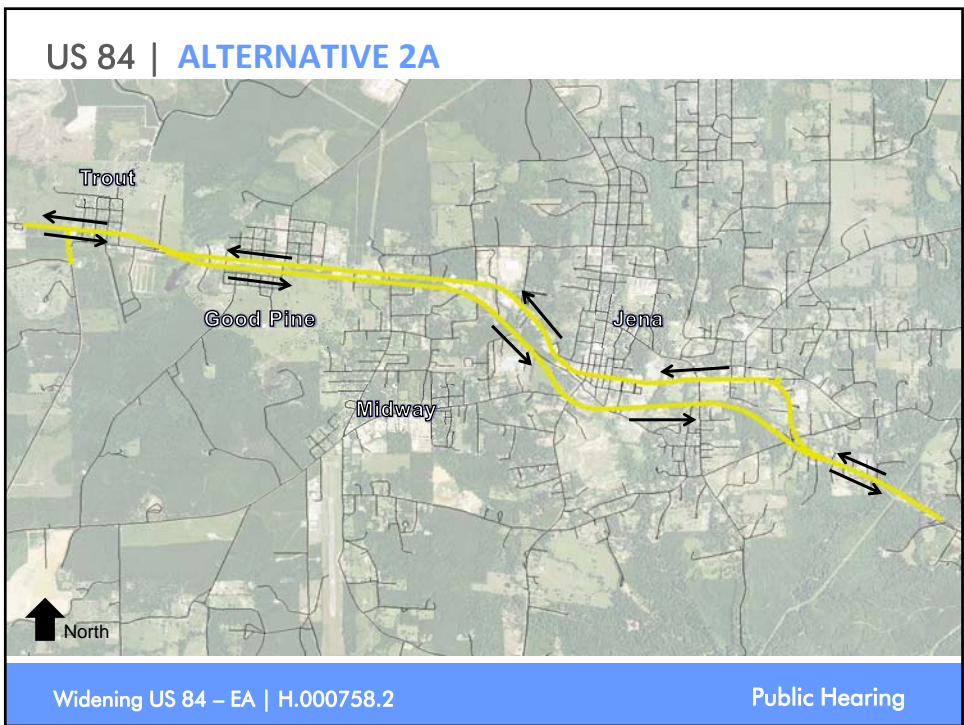 US 84 | ALTERNATIVE 2A
Trout
Good Pine
Jena
Midway
North
Widening US 84 – EA | H.000758.2
Public Hearing